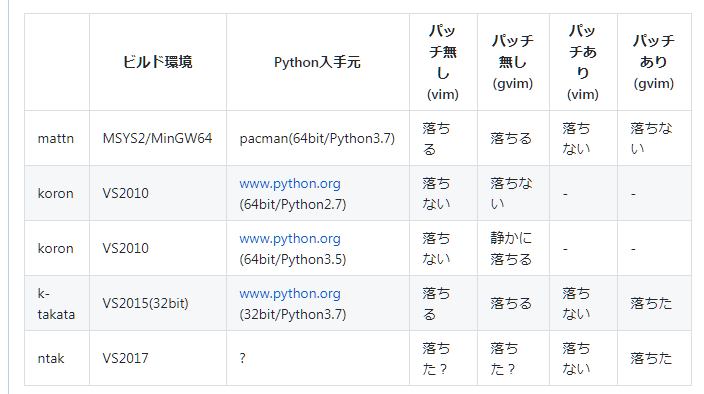 ビルド環境 Python入手元 パッチ無し(vim) パッチ無し(gvim) パッチあり(vim) パッチあり(gvim)
mattn MSYS2/MinGW64 pacman(64bit/Python3.7) 落ちる 落ちる 落ちない 落ちない
koron VS2010 www.python.org (64bit/Python2.7) 落ちない 落ちない - -
koron VS2010 www.python.org (64bit/Python3.5) 落ちない 静かに落ちる - -
k-takata VS2015(32bit) www.python.org (32bit/Python3.7) 落ちる 落ちる 落ちない 落ちた
ntak VS2017 ? 落ちた？ 落ちた？ 落ちない 落ちた